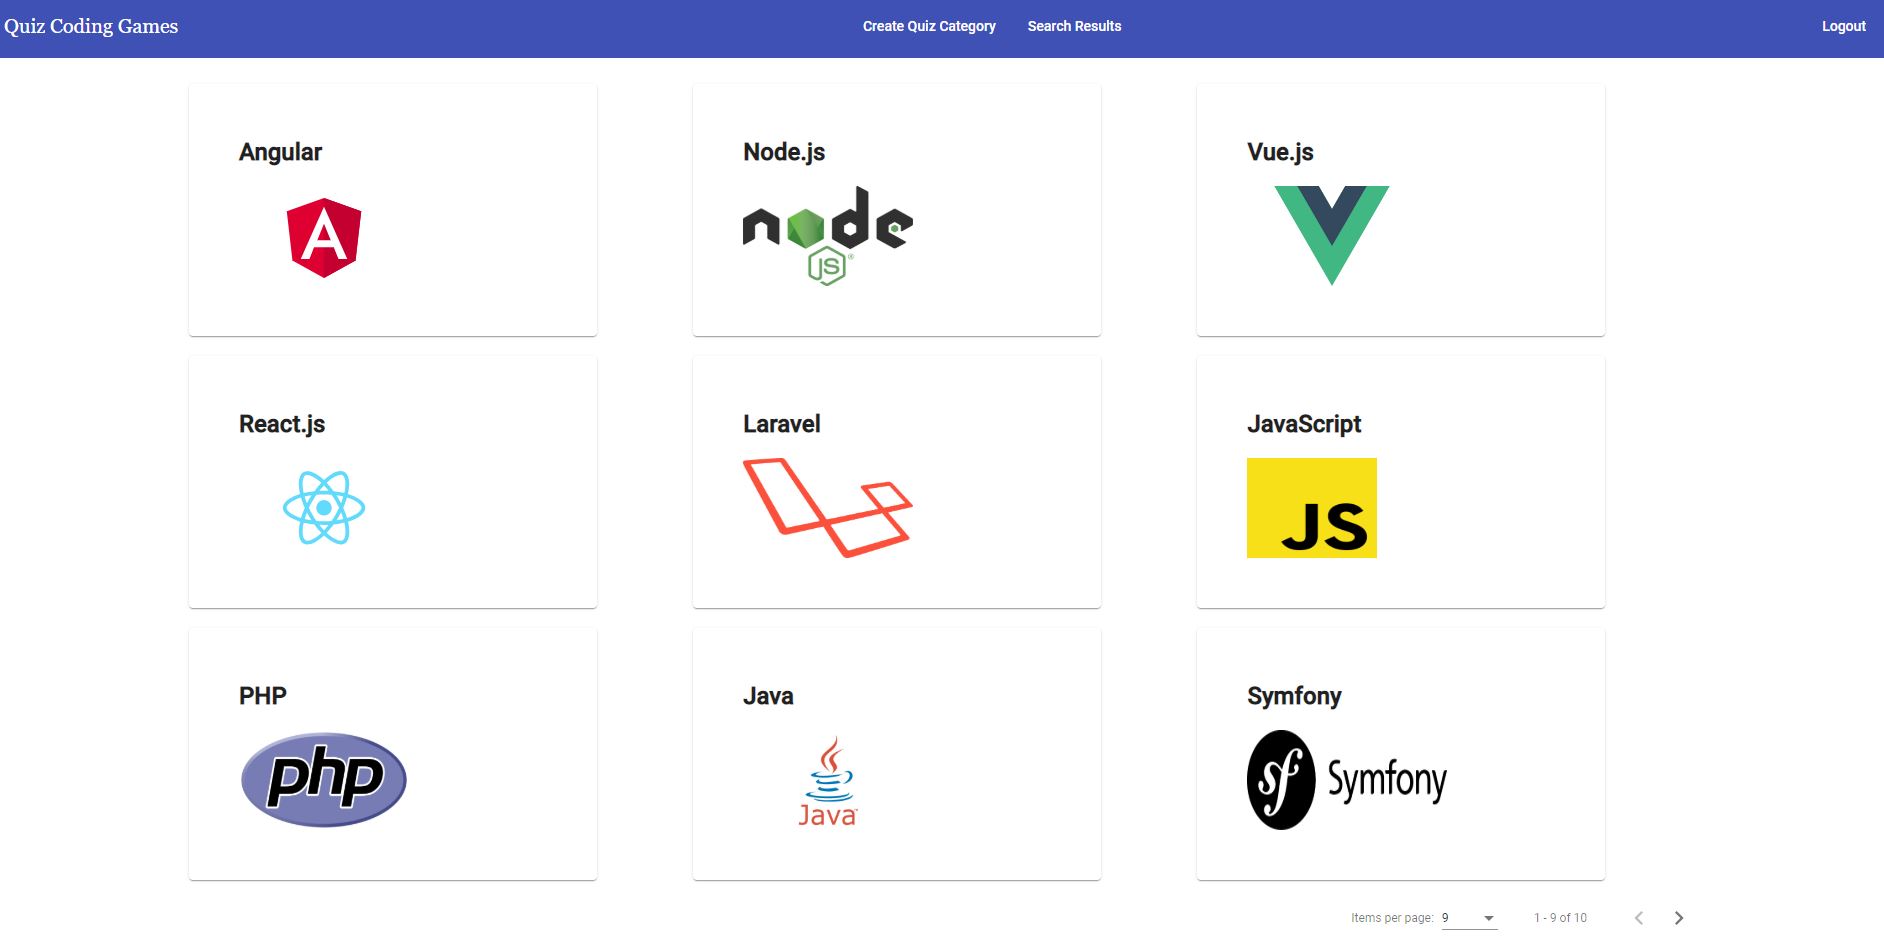 Quiz Coding Games
Create Quiz Category
Search Results
Logout
Angular
A
Node.js
node
JS®
Vue.js
React.js
Laravel
JavaScript
JS
PHP
php
Java
Java™
Symfony
sf Symfony
Items per page: 9
1 - 9 of 10